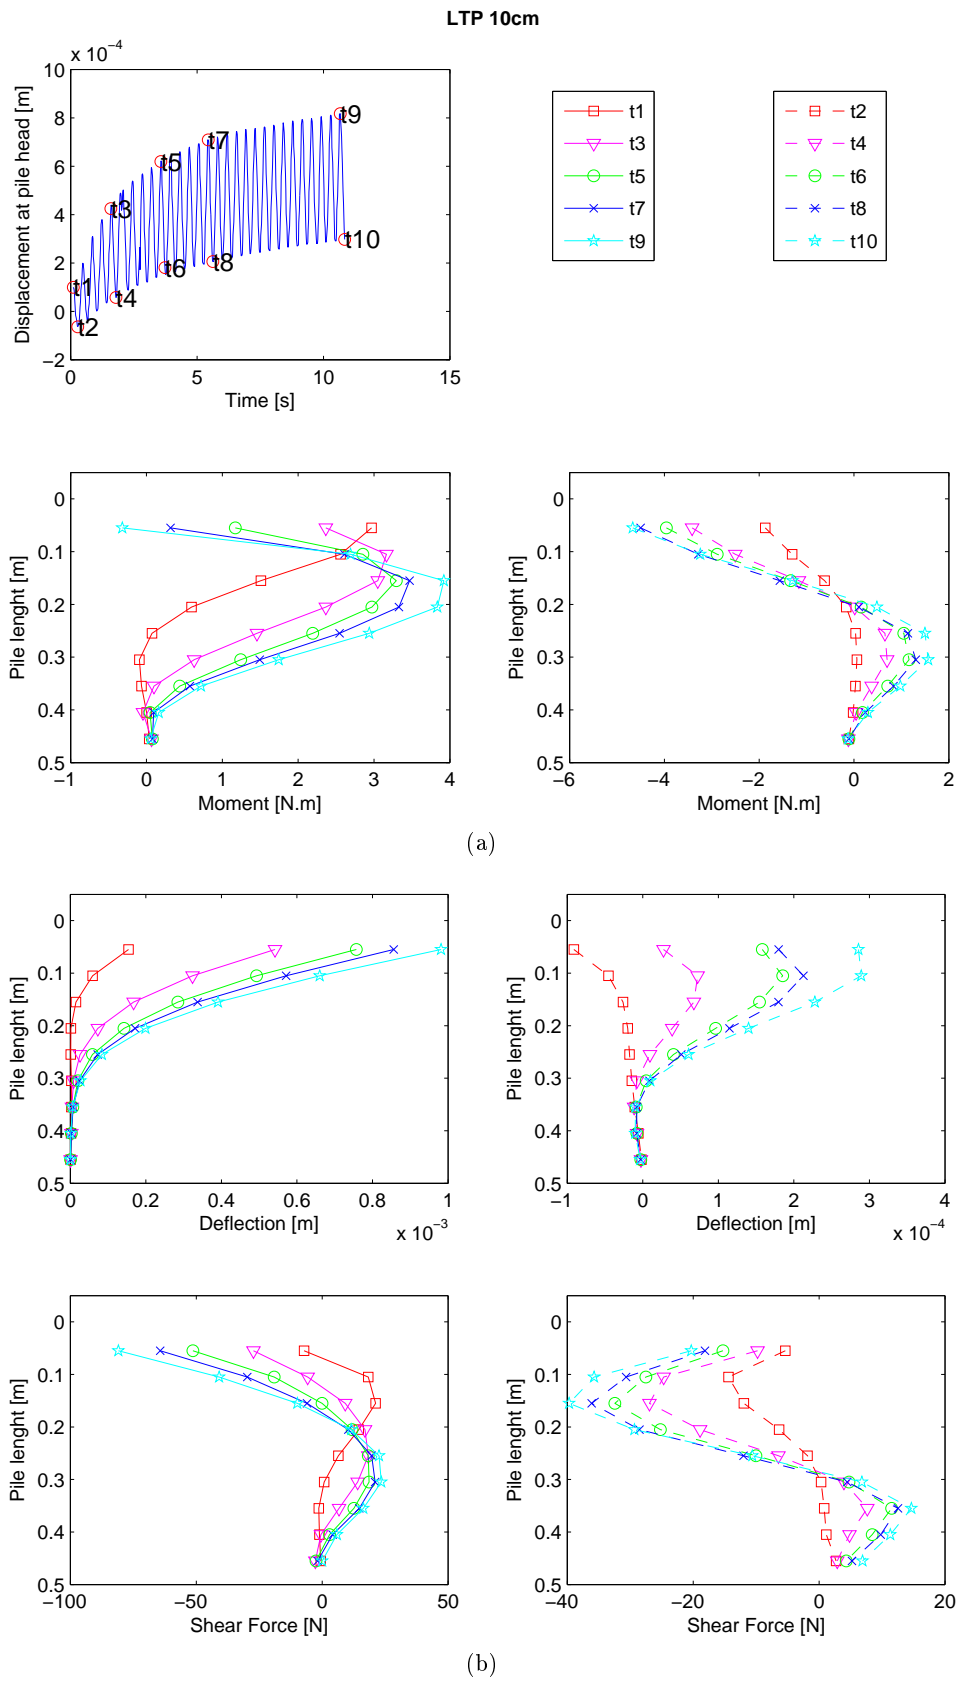 LTP 10cm
x 10⁻⁴
10
8
6
4
2
0
−2
Displacement at pile head [m]
t1
t2
t3
t4
t5
t6
t7
t8
t9
t10
0 5 10 15
Time [s]
t1
t3
t5
t7
t9
t2
t4
t6
t8
t10
0
0.1
0.2
0.3
0.4
0.5
Pile lenght [m]
−1 0 1 2 3 4
Moment [N.m]
0
0.1
0.2
0.3
0.4
0.5
Pile lenght [m]
−6 −4 −2 0 2
Moment [N.m]
(a)
0
0.1
0.2
0.3
0.4
0.5
Pile lenght [m]
0 0.2 0.4 0.6 0.8 1
Deflection [m]
x 10⁻³
0
0.1
0.2
0.3
0.4
0.5
Pile lenght [m]
−1 0 1 2 3 4
Deflection [m]
x 10⁻⁴
0
0.1
0.2
0.3
0.4
0.5
Pile lenght [m]
−100 −50 0 50
Shear Force [N]
0
0.1
0.2
0.3
0.4
0.5
Pile lenght [m]
−40 −20 0 20
Shear Force [N]
(b)